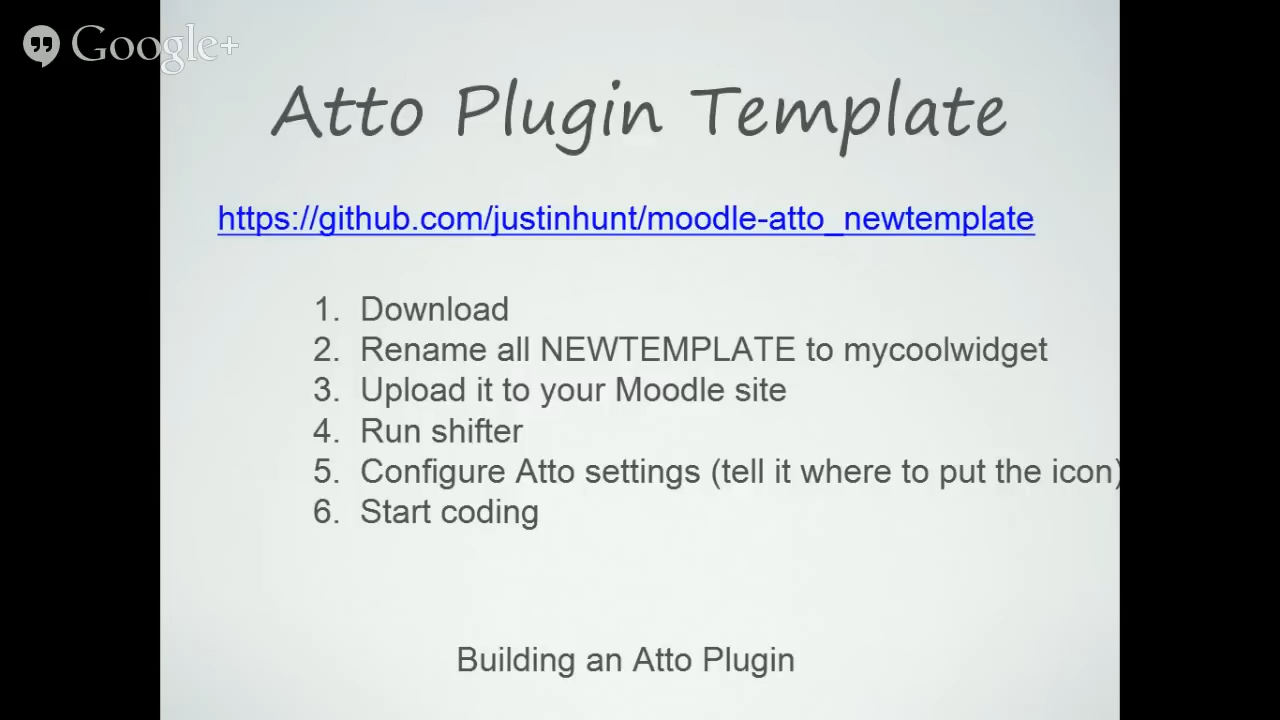 Google+
Atto Plugin Template
https://github.com/justinhunt/moodle-atto_newtemplate
1. Download
2. Rename all NEWTEMPLATE to mycoolwidget
3. Upload it to your Moodle site
4. Run shifter
5. Configure Atto settings (tell it where to put the icon)
6. Start coding
Building an Atto Plugin